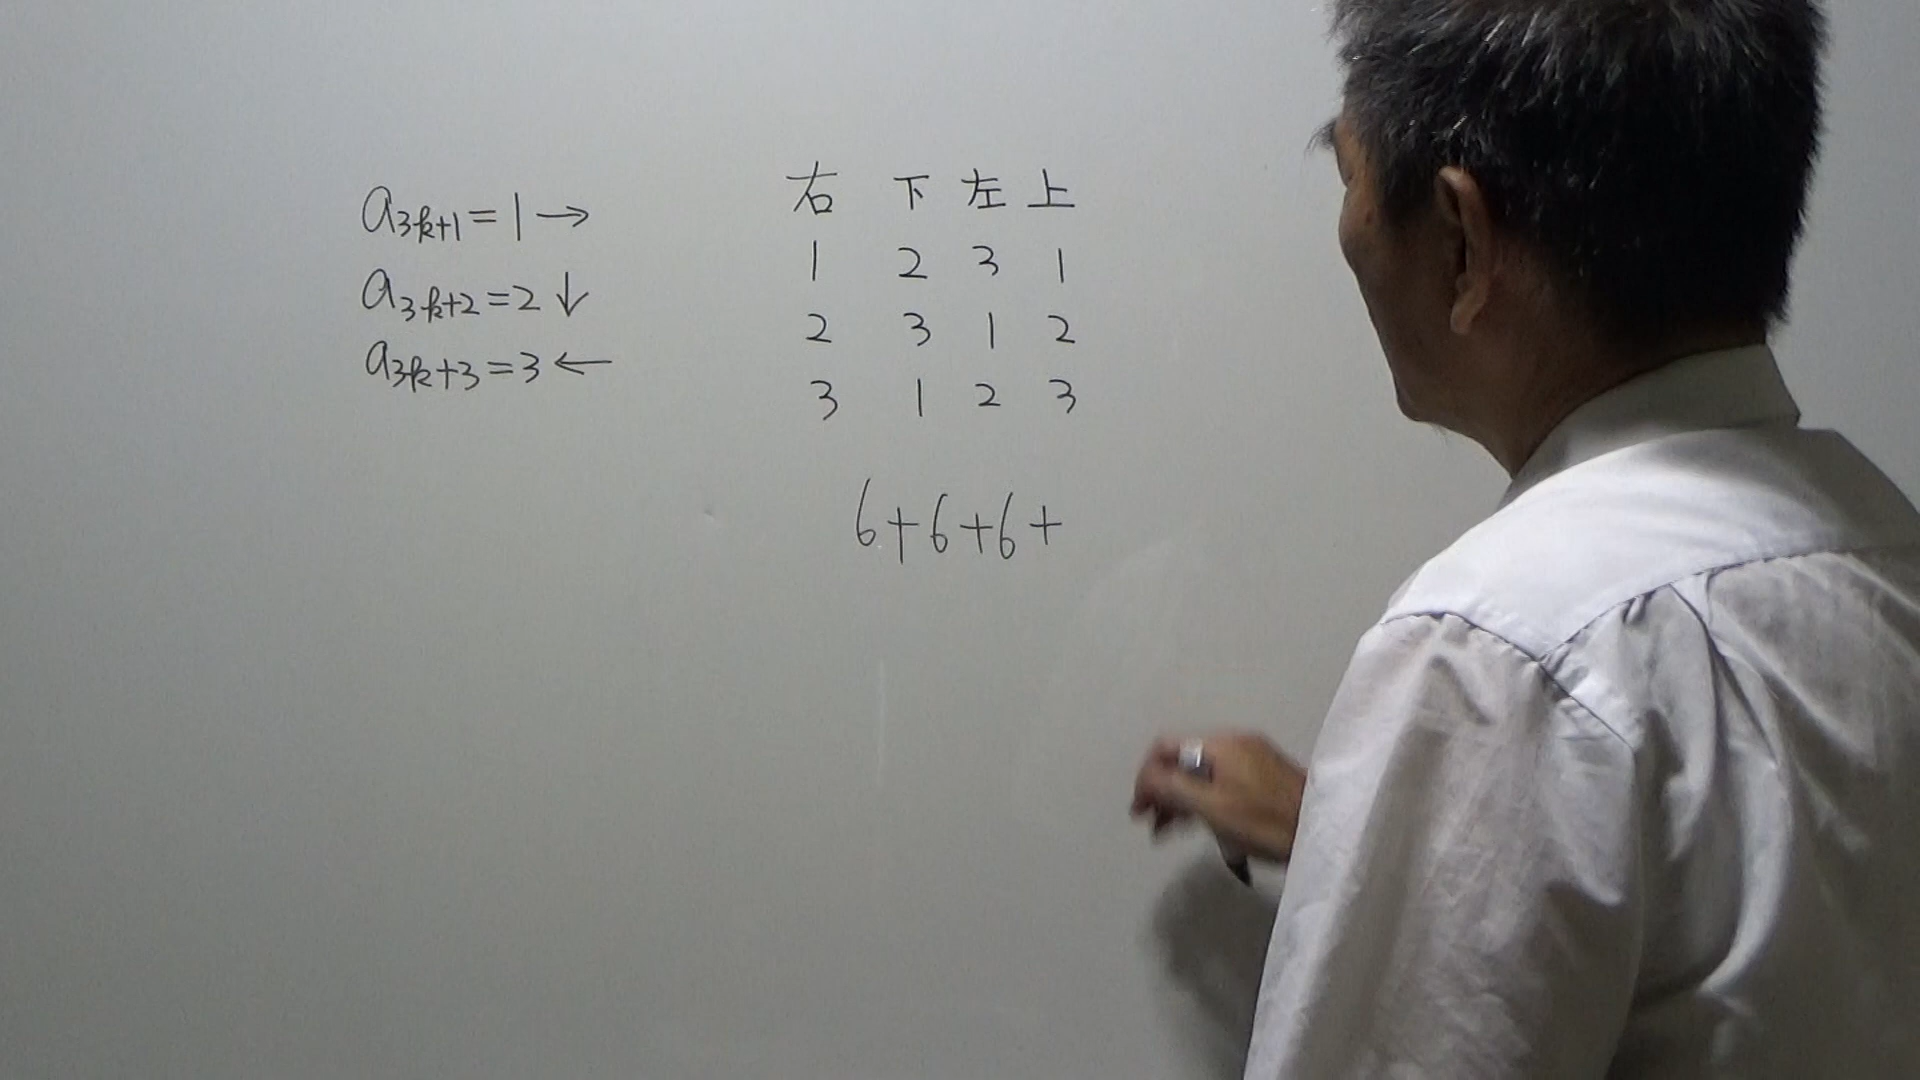 a3k+1=1→
a3k+2=2↓
a3k+3=3←
右 下 左 上
1 2 3 1
2 3 1 2
3 1 2 3
6+6+6+